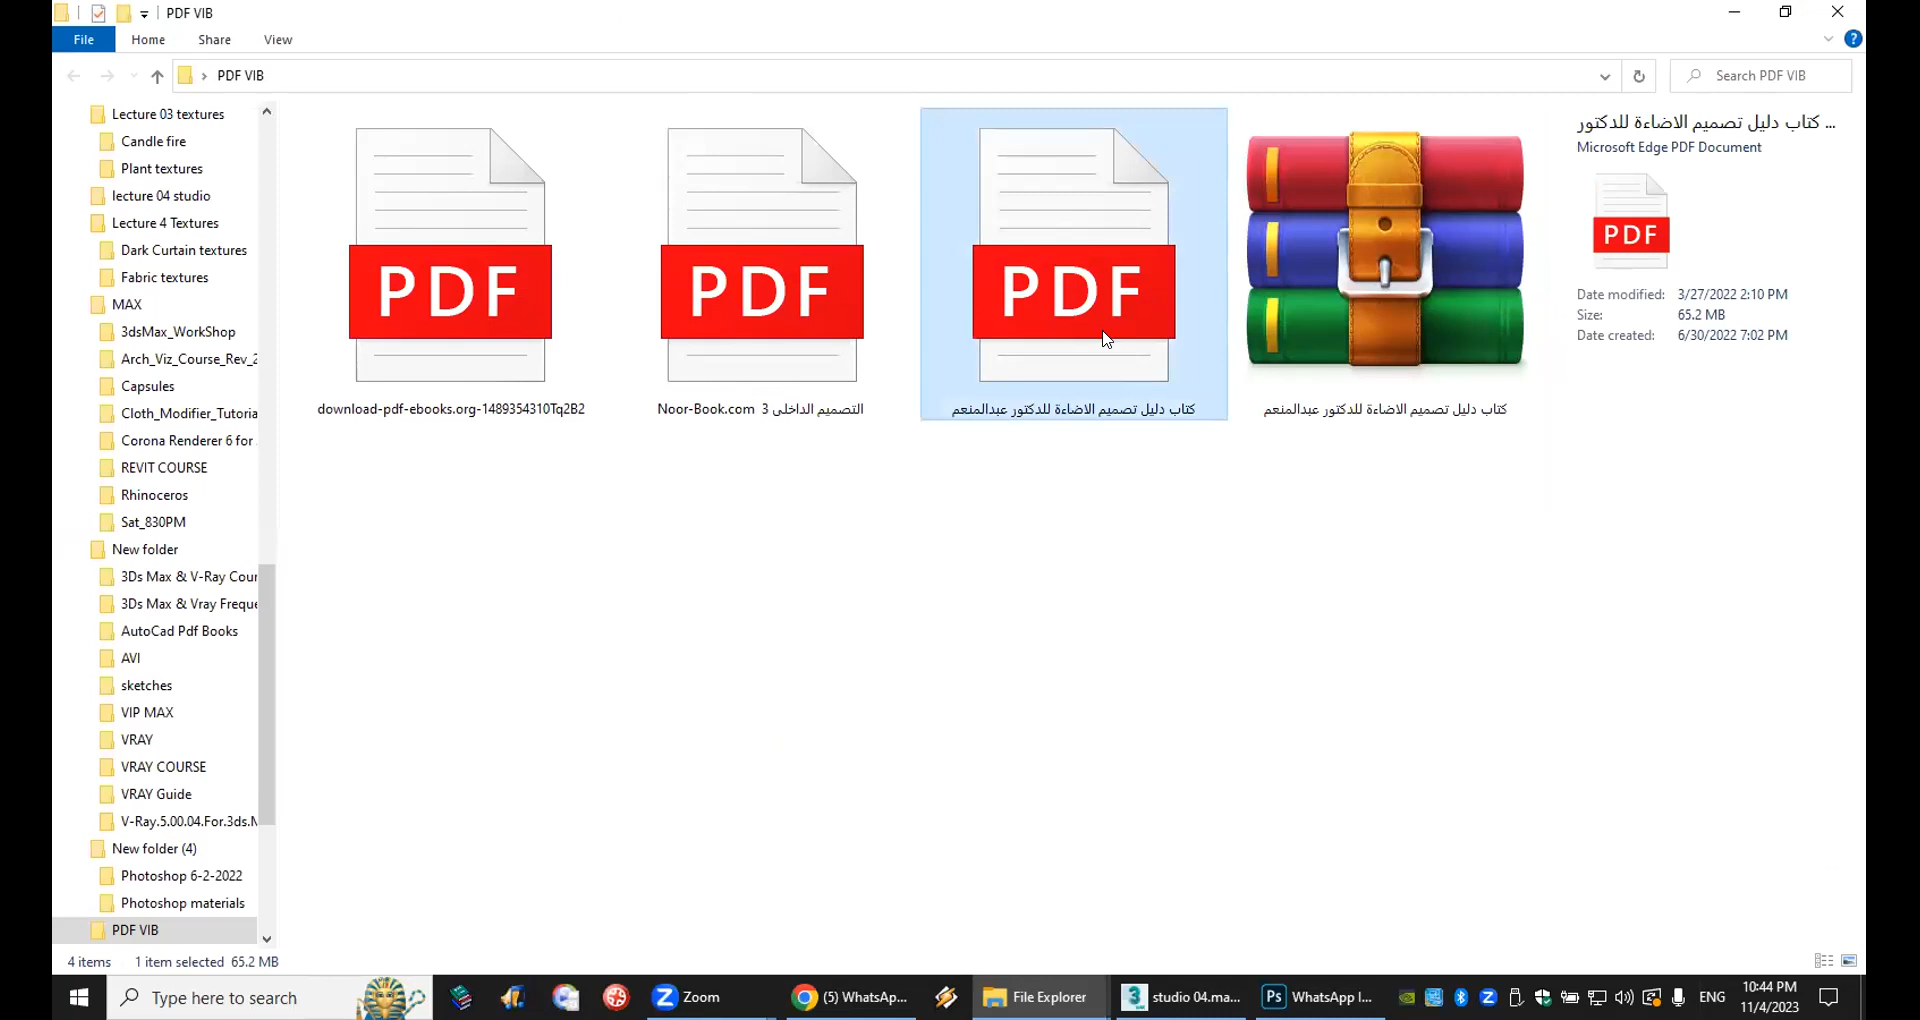 PDF VIB
File
Home
Share
View
PDF VIB
Search PDF VIB
Lecture 03 textures
Candle fire
Plant textures
lecture 04 studio
Lecture 4 Textures
Dark Curtain textures
Fabric textures
MAX
3dsMax_WorkShop
Arch_Viz_Course_Rev_2
Capsules
Cloth_Modifier_Tutoria
Corona Renderer 6 for .
REVIT COURSE
Rhinoceros
Sat_830PM
New folder
3Ds Max & V-Ray Cour
3Ds Max & Vray Freque
AutoCad Pdf Books
AVI
sketches
VIP MAX
VRAY
VRAY COURSE
VRAY Guide
V-Ray.5.00.04.For.3ds.M
New folder (4)
Photoshop 6-2-2022
Photoshop materials
PDF VIB
PDF
PDF
PDF
download-pdf-ebooks.org-1489354310Tq2B2
Noor-Book.com التصميم الداخلى 3
كتاب دليل تصميم الاضاءة للدكتور عبدالمنعم
كتاب دليل تصميم الاضاءة للدكتور عبدالمنعم
كتاب دليل تصميم الاضاءة للدكتور ...
Microsoft Edge PDF Document
PDF
Date modified: 3/27/2022 2:10 PM
Size: 65.2 MB
Date created: 6/30/2022 7:02 PM
4 items 1 item selected 65.2 MB
Type here to search
Zoom
(5) WhatsAp...
File Explorer
studio 04.ma...
Ps WhatsApp I...
ENG
10:44 PM
11/4/2023